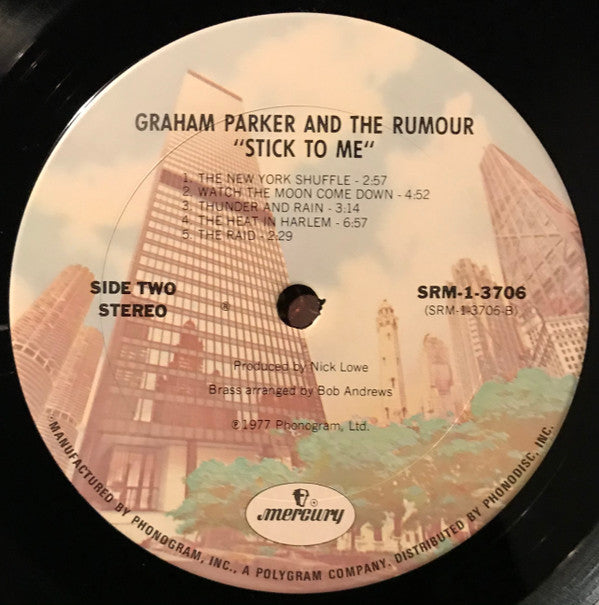 GRAHAM PARKER AND THE RUMOUR
"STICK TO ME"
1. THE NEW YORK SHUFFLE - 2:57
2. WATCH THE MOON COME DOWN - 4:52
3. THUNDER AND RAIN - 3:14
4. THE HEAT IN HARLEM - 6:57
5. THE RAID - 2:29
SIDE TWO
STEREO
®
SRM-1-3706
(SRM-1-3706-B)
Produced by Nick Lowe
Brass arranged by Bob Andrews
℗1977 Phonogram, Ltd.
®
mercury
MANUFACTURED BY PHONOGRAM, INC., A POLYGRAM COMPANY. DISTRIBUTED BY PHONODISC, INC.